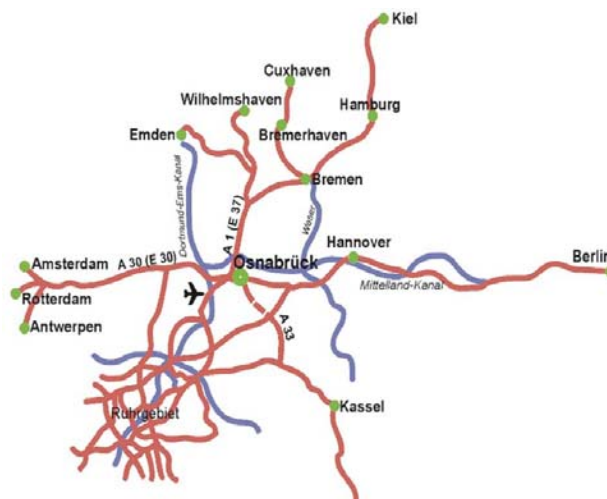 Kiel
Cuxhaven
Wilhelmshaven
Hamburg
Emden
Bremerhaven
Bremen
Dortmund-Ems-Kanal
A 1 (E 37)
Weser
Hannover
Osnabrück
Berlin
Amsterdam
A 30 (E 30)
Mittelland-Kanal
Rotterdam
Antwerpen
A 33
Kassel
Ruhrgebiet